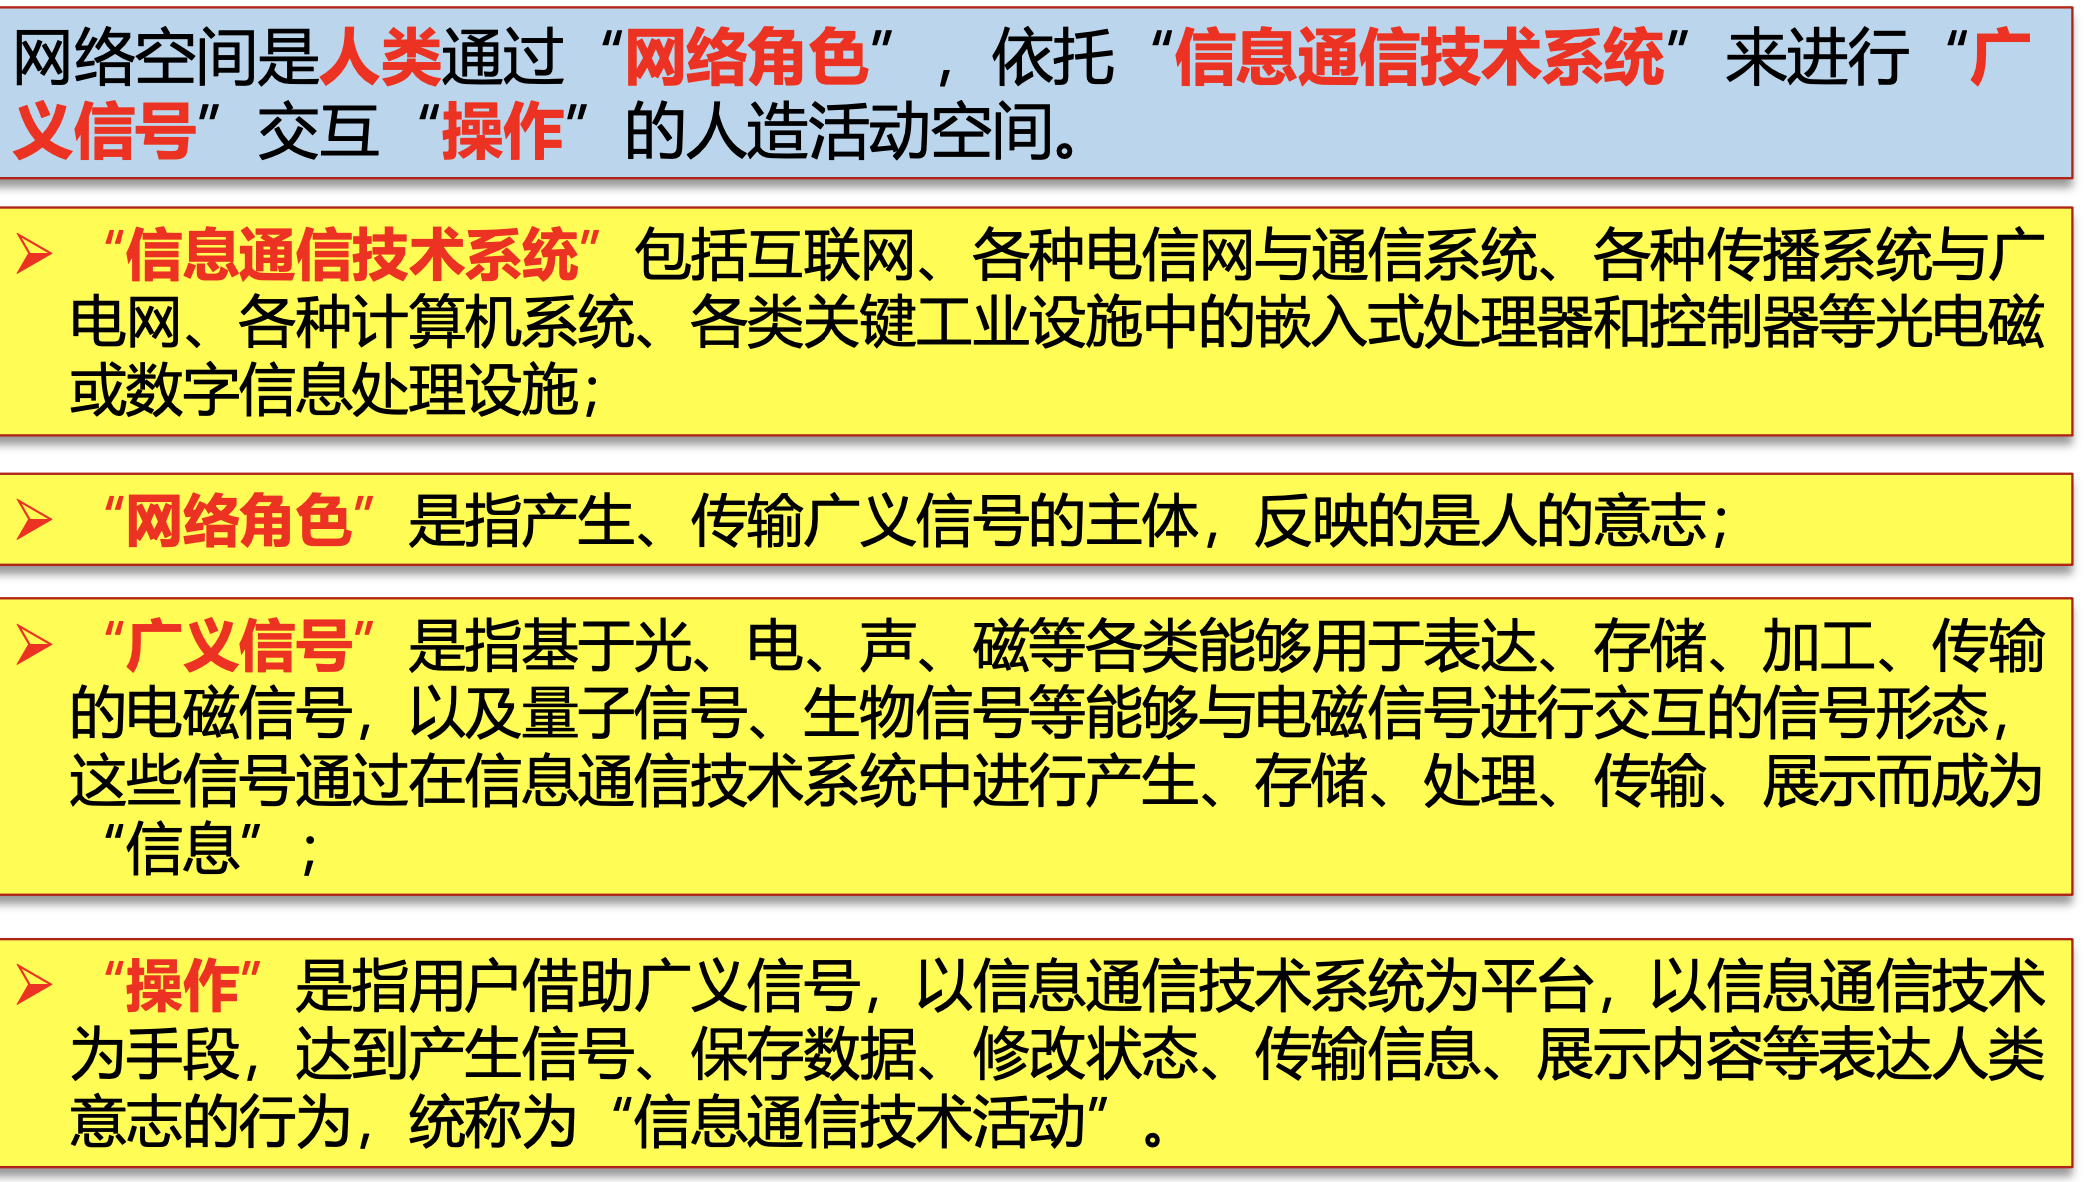 网络空间是人类通过“网络角色”，依托“信息通信技术系统”来进行“广
义信号”交互“操作”的人造活动空间。
➢ “信息通信技术系统”包括互联网、各种电信网与通信系统、各种传播系统与广
电网、各种计算机系统、各类关键工业设施中的嵌入式处理器和控制器等光电磁
或数字信息处理设施；
➢ “网络角色”是指产生、传输广义信号的主体，反映的是人的意志；
➢ “广义信号”是指基于光、电、声、磁等各类能够用于表达、存储、加工、传输
的电磁信号，以及量子信号、生物信号等能够与电磁信号进行交互的信号形态，
这些信号通过在信息通信技术系统中进行产生、存储、处理、传输、展示而成为
“信息”；
➢ “操作”是指用户借助广义信号，以信息通信技术系统为平台，以信息通信技术
为手段，达到产生信号、保存数据、修改状态、传输信息、展示内容等表达人类
意志的行为，统称为“信息通信技术活动”。